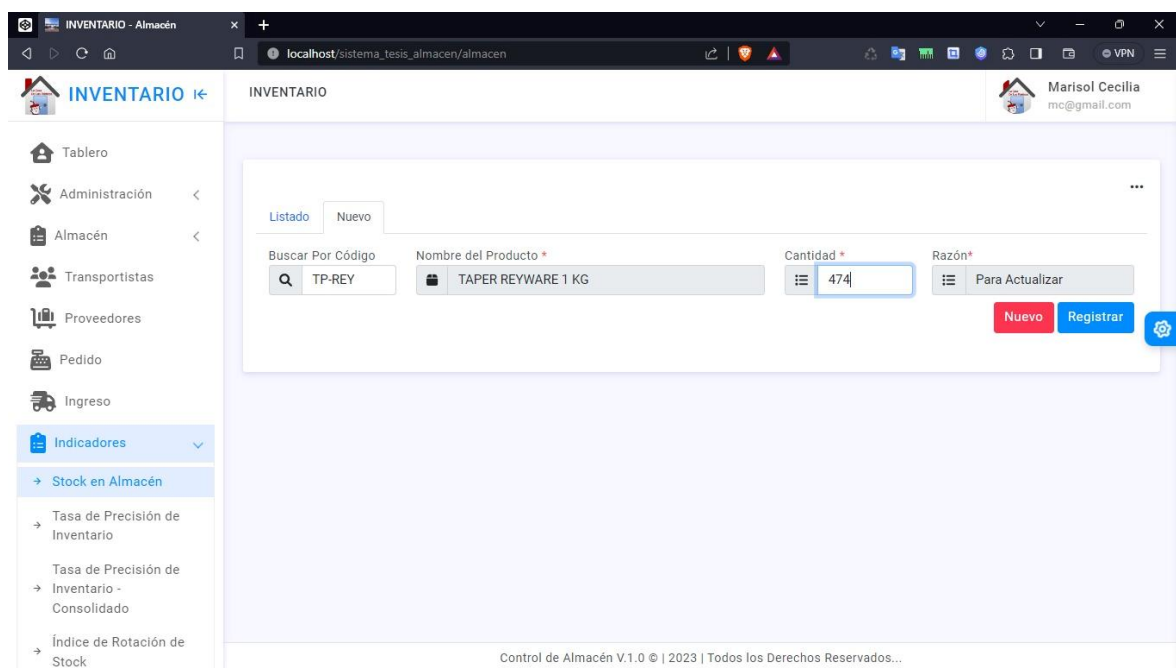 INVENTARIO - Almacén
localhost/sistema_tesis_almacen/almacen
VPN
INVENTARIO
INVENTARIO
Marisol Cecilia
mc@gmail.com
Tablero
Administración
Almacén
Transportistas
Proveedores
Pedido
Ingreso
Indicadores
Stock en Almacén
Tasa de Precisión de
Inventario
Tasa de Precisión de
Inventario -
Consolidado
Índice de Rotación de
Stock
Listado
Nuevo
Buscar Por Código
Nombre del Producto *
Cantidad *
Razón*
TP-REY
TAPER REYWARE 1 KG
474
Para Actualizar
Nuevo
Registrar
Control de Almacén V.1.0 © | 2023 | Todos los Derechos Reservados...